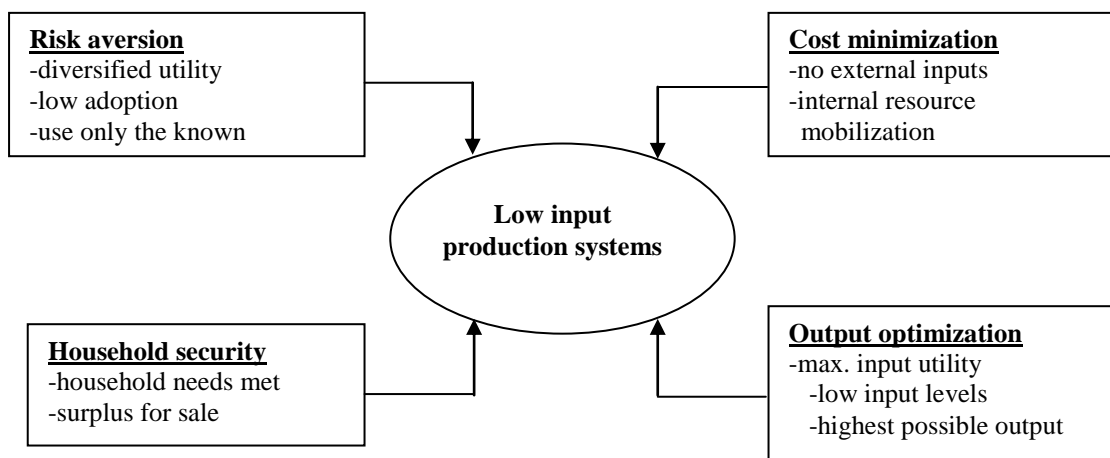 Risk aversion
-diversified utility
-low adoption
-use only the known
Cost minimization
-no external inputs
-internal resource
mobilization
Low input
production systems
Household security
-household needs met
-surplus for sale
Output optimization
-max. input utility
-low input levels
-highest possible output